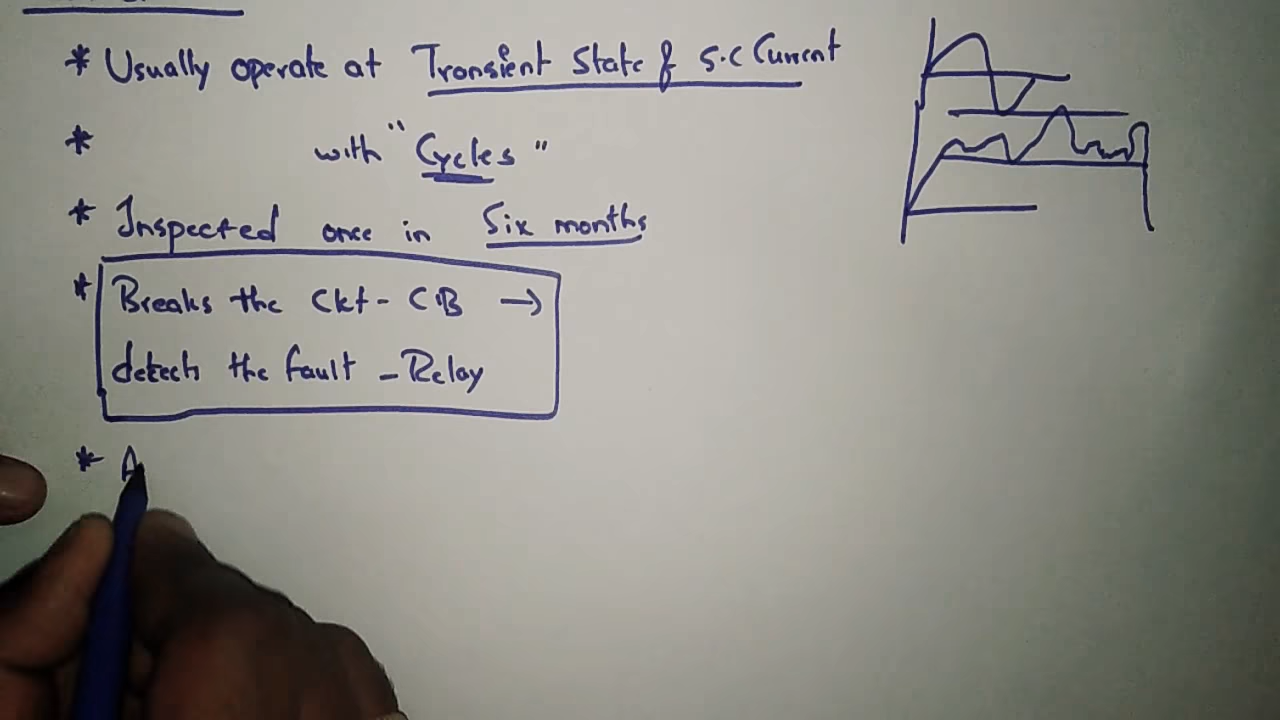 * Usually operate at Transient State & S.C Current
* with "Cycles"
* Inspected once in Six months
* Breaks the Ckt - CB →
detects the fault - Relay
* A